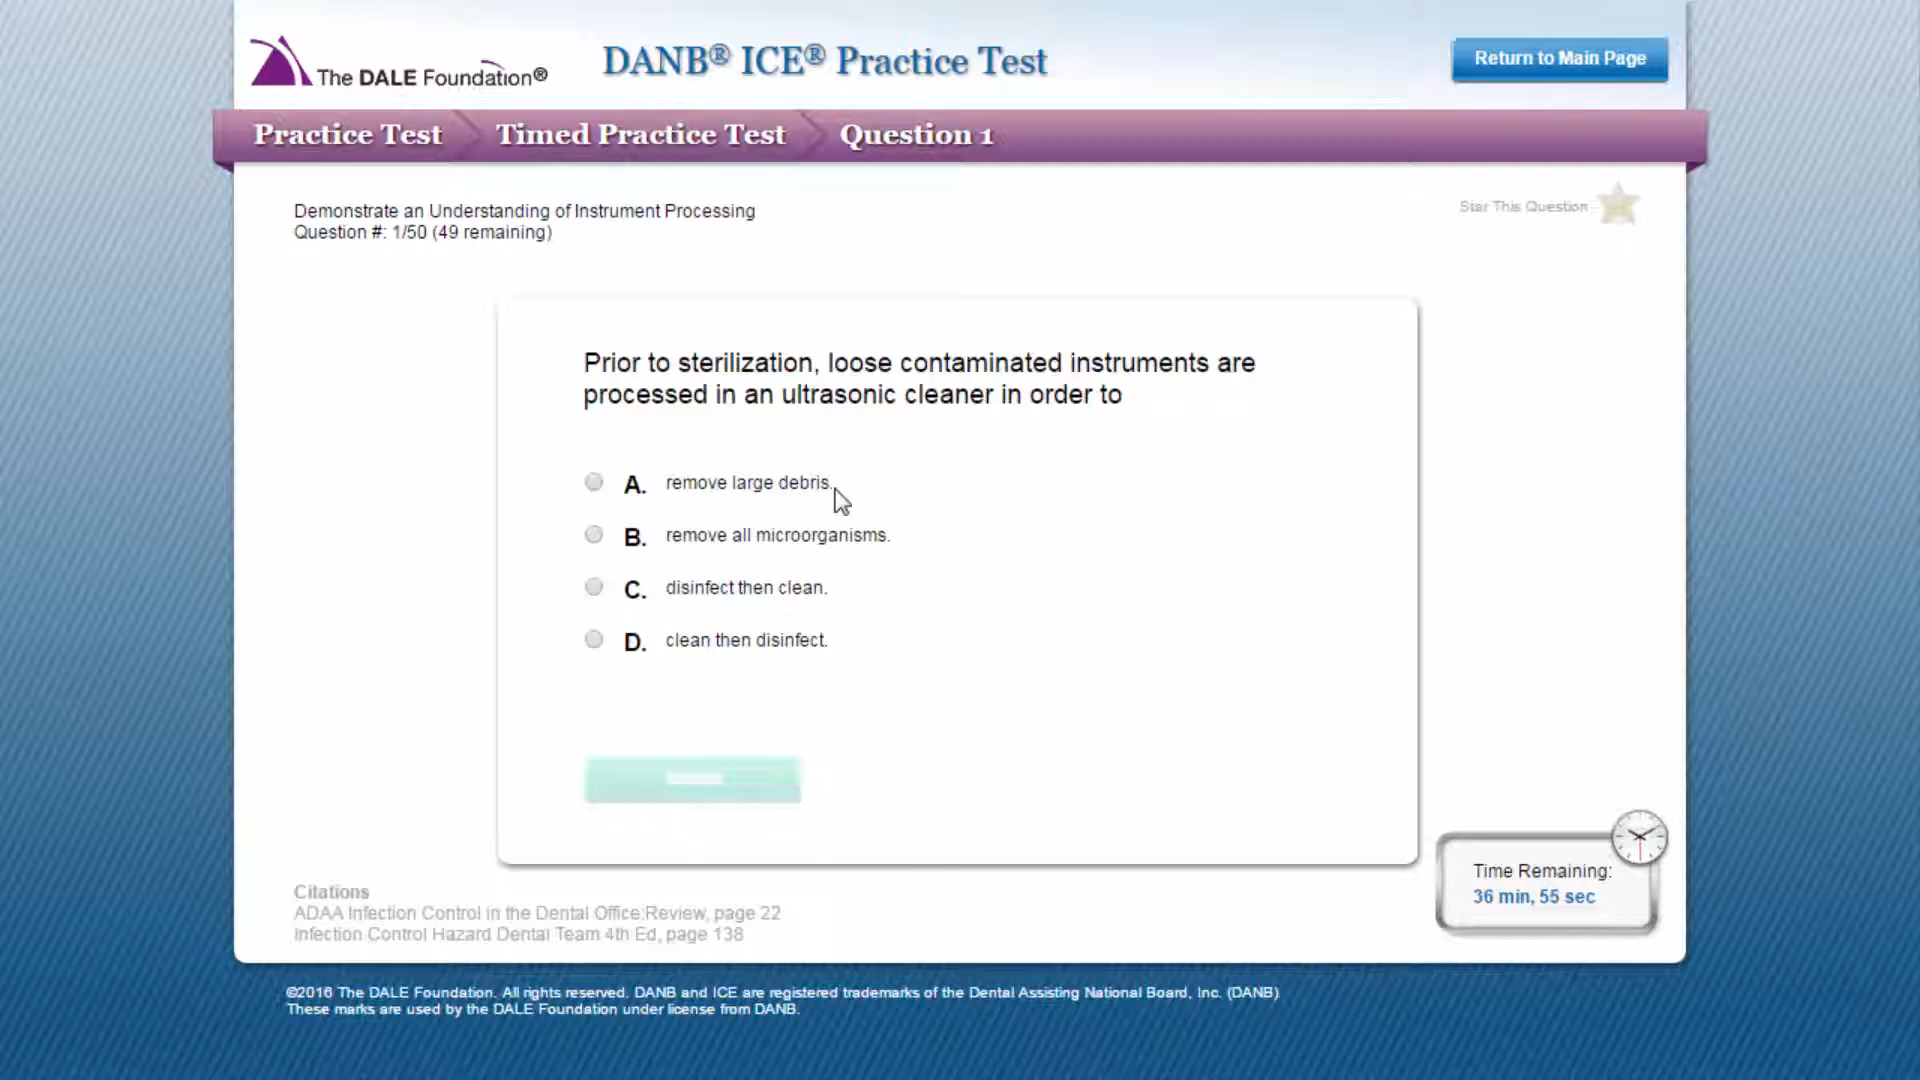 The DALE Foundation®
DANB® ICE® Practice Test
Return to Main Page
Practice Test
Timed Practice Test
Question 1
Demonstrate an Understanding of Instrument Processing
Question #: 1/50 (49 remaining)
Star This Question
Prior to sterilization, loose contaminated instruments are
processed in an ultrasonic cleaner in order to
A. remove large debris.
B. remove all microorganisms.
C. disinfect then clean.
D. clean then disinfect.
Time Remaining:
36 min, 55 sec
Citations
ADAA Infection Control in the Dental Office:Review, page 22
Infection Control Hazard Dental Team 4th Ed, page 138
©2016 The DALE Foundation. All rights reserved. DANB and ICE are registered trademarks of the Dental Assisting National Board, Inc. (DANB)
These marks are used by the DALE Foundation under license from DANB.